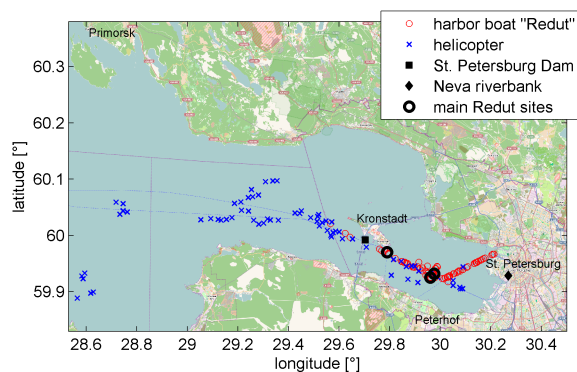 Primorsk
harbor boat "Redut"
helicopter
St. Petersburg Dam
Neva riverbank
main Redut sites
60.3
60.2
60.1
60
59.9
latitude [°]
Kronstadt
St. Petersburg
Peterhof
28.6 28.8 29 29.2 29.4 29.6 29.8 30 30.2 30.4
longitude [°]